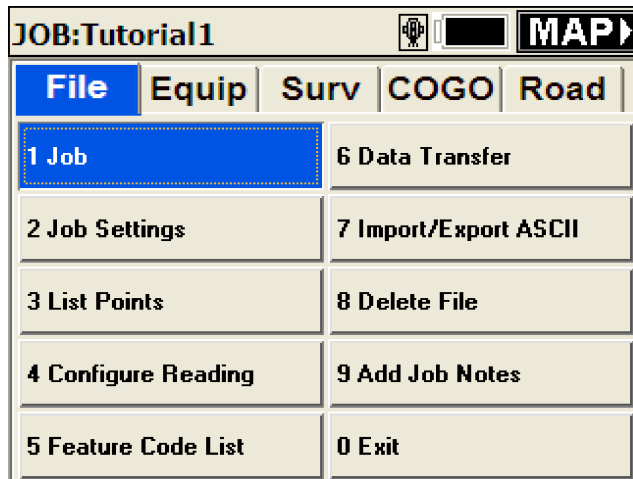 JOB:Tutorial1 MAP
File Equip Surv COGO Road
1 Job
6 Data Transfer
2 Job Settings
7 Import/Export ASCII
3 List Points
8 Delete File
4 Configure Reading
9 Add Job Notes
5 Feature Code List
0 Exit